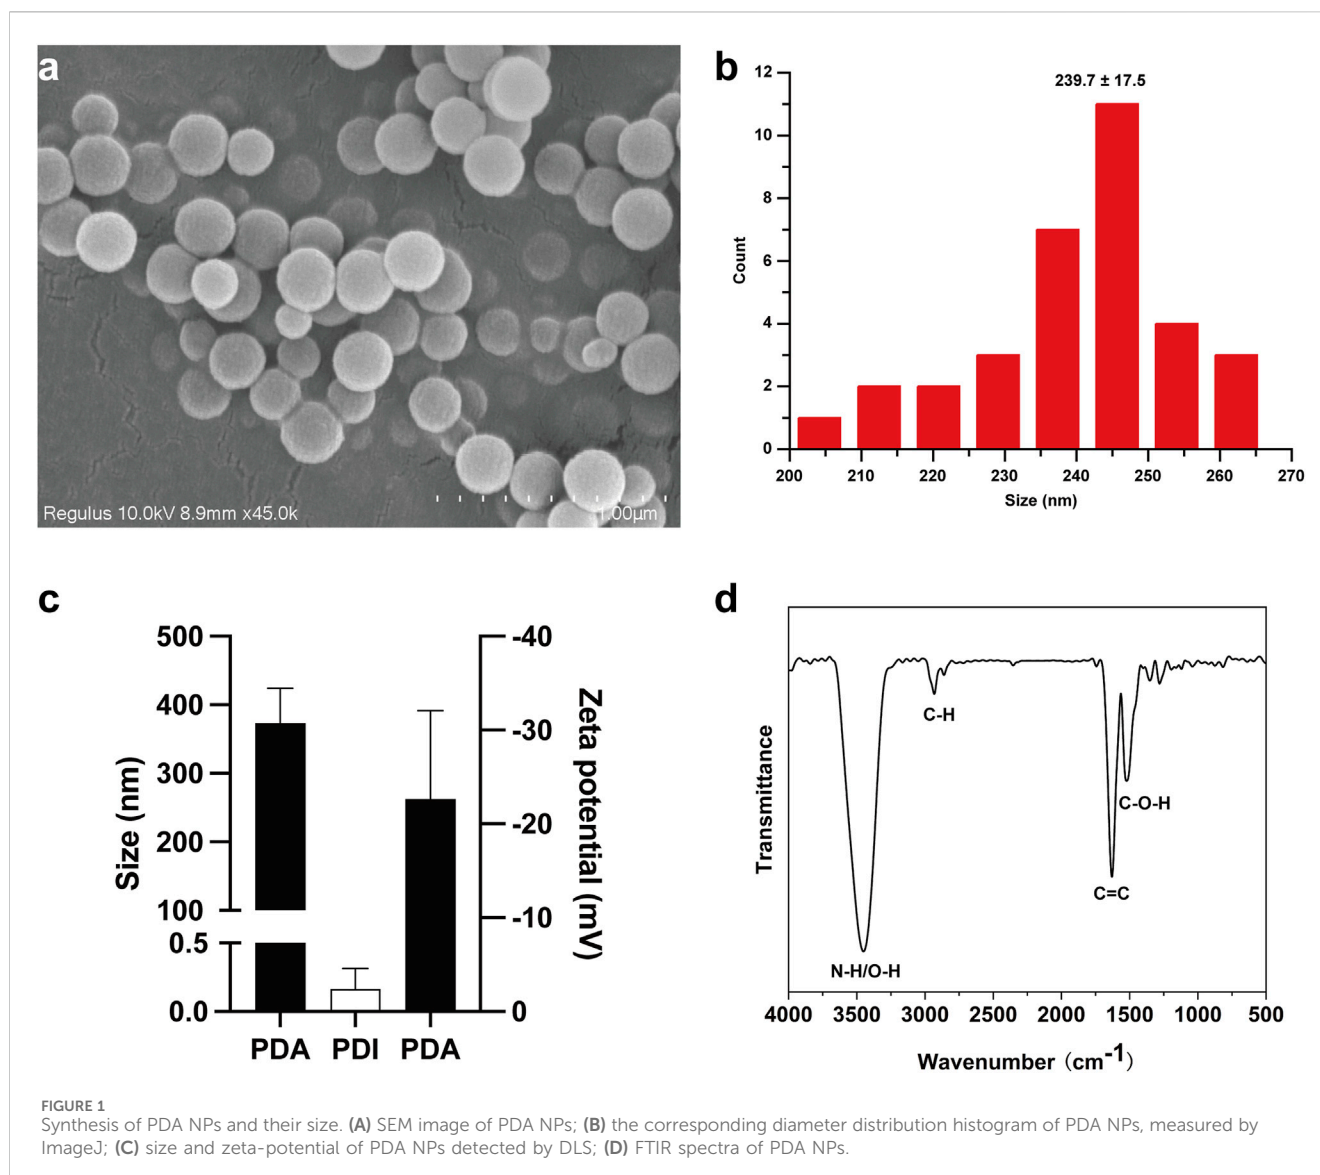 a
Regulus 10.0kV 8.9mm x45.0k
1.00µm
b
239.7 ± 17.5
12
10
8
6
4
2
0
Count
200 210 220 230 240 250 260 270
Size (nm)
c
500
400
300
200
100
0.5
0.0
Size (nm)
-40
-30
-20
-10
0
Zeta potential (mV)
PDA PDI PDA
d
Transmittance
C-H
C-O-H
C=C
N-H/O-H
4000 3500 3000 2500 2000 1500 1000 500
Wavenumber (cm-1)
FIGURE 1
Synthesis of PDA NPs and their size. (A) SEM image of PDA NPs; (B) the corresponding diameter distribution histogram of PDA NPs, measured by
ImageJ; (C) size and zeta-potential of PDA NPs detected by DLS; (D) FTIR spectra of PDA NPs.